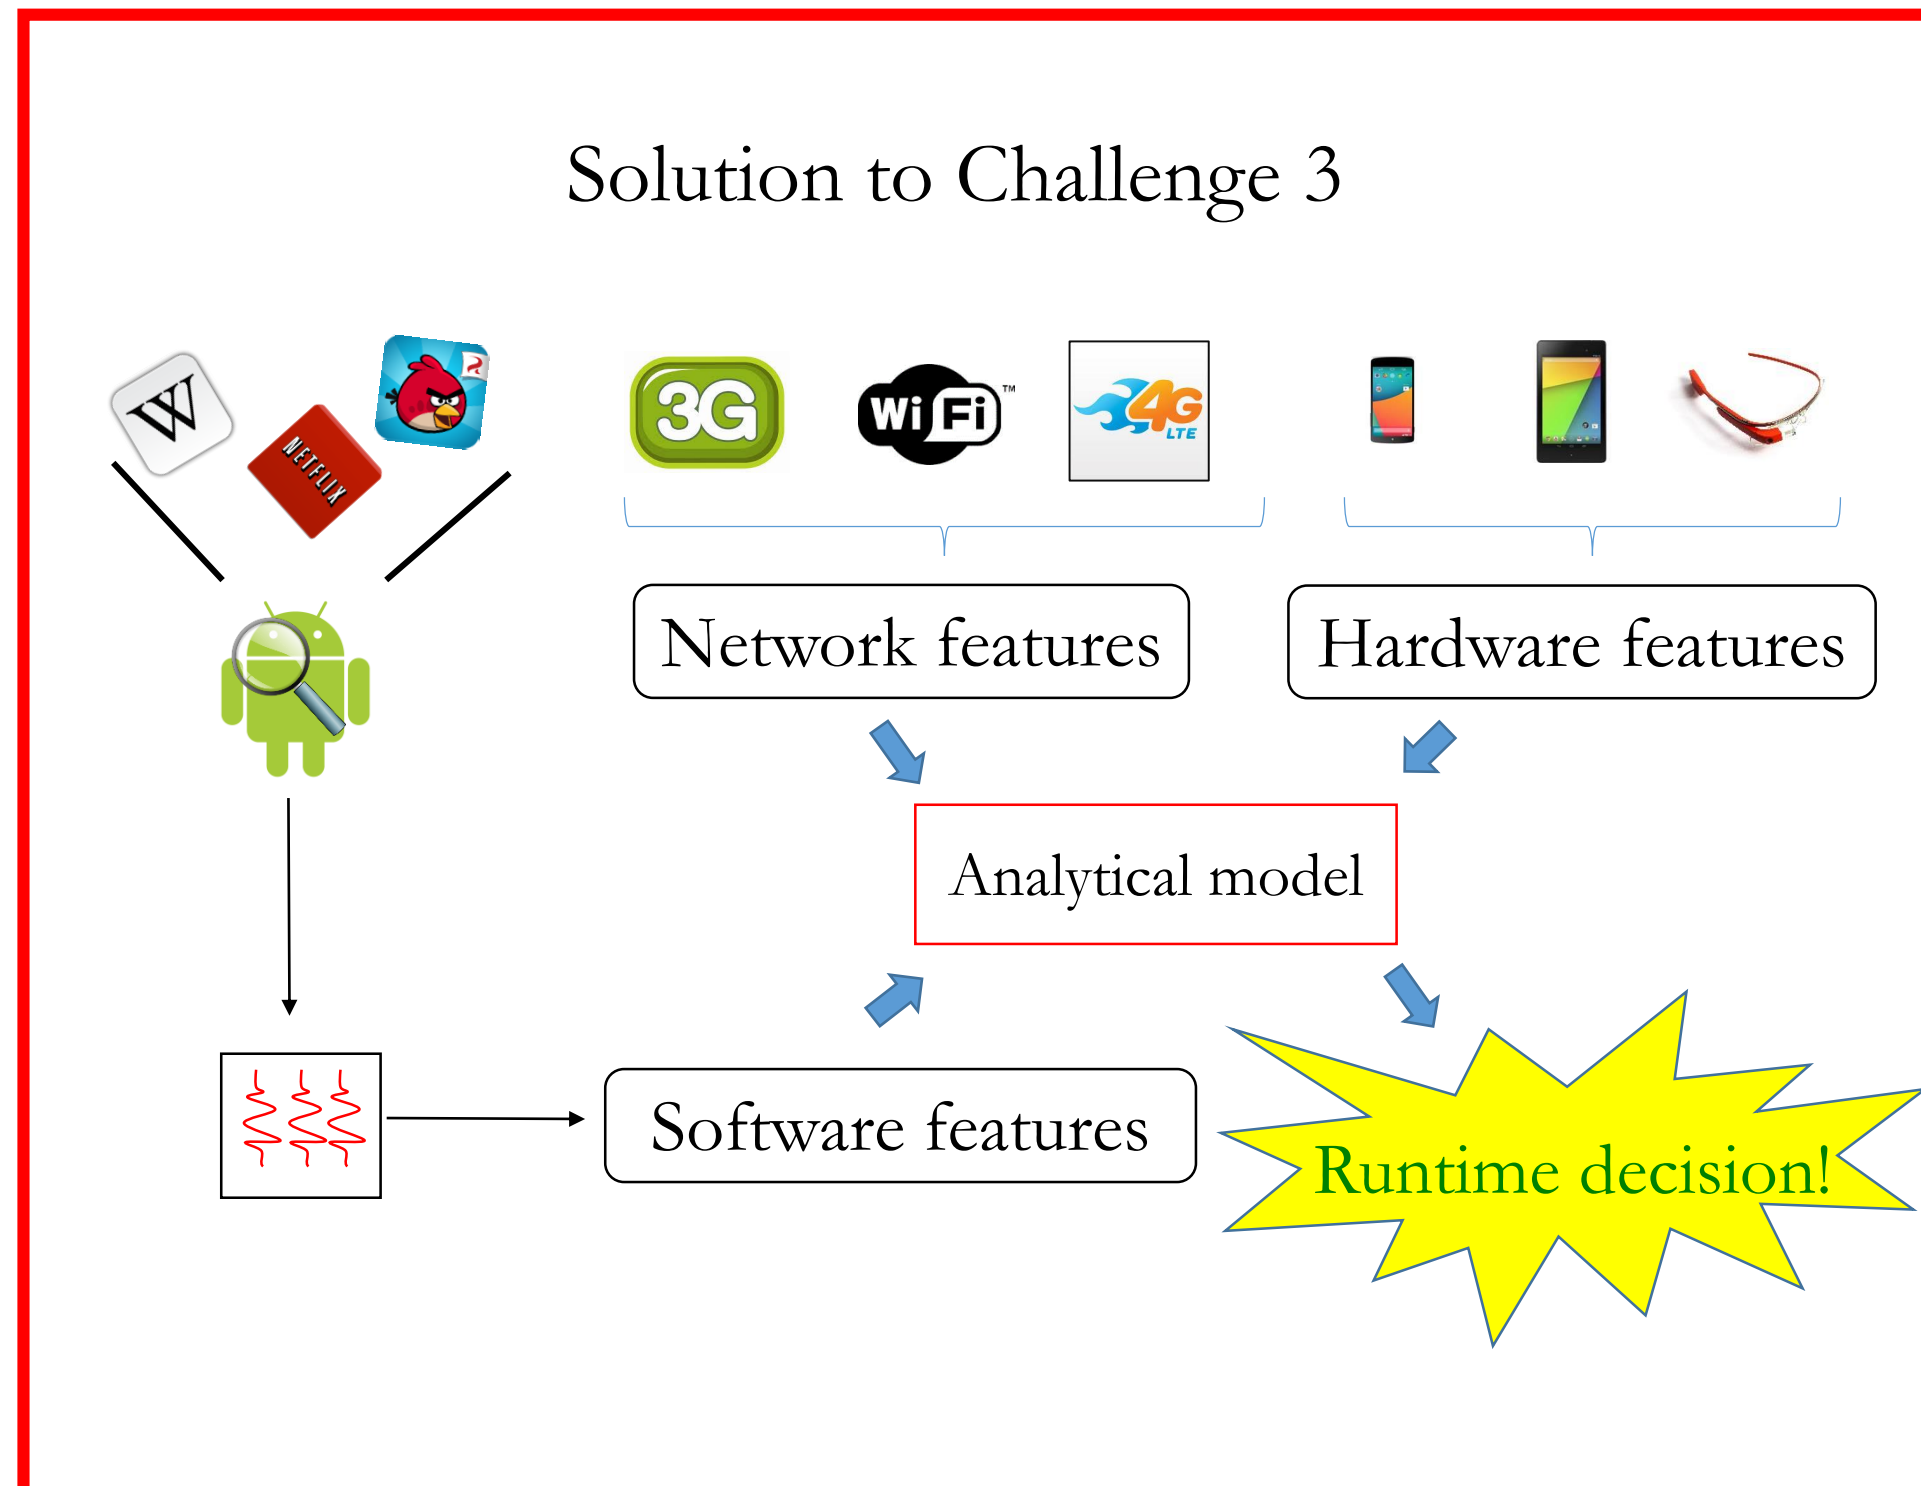 Solution to Challenge 3
W
NETFLIX
3G
Wi Fi ™
4G
LTE
Network features
Hardware features
Analytical model
Software features
Runtime decision!